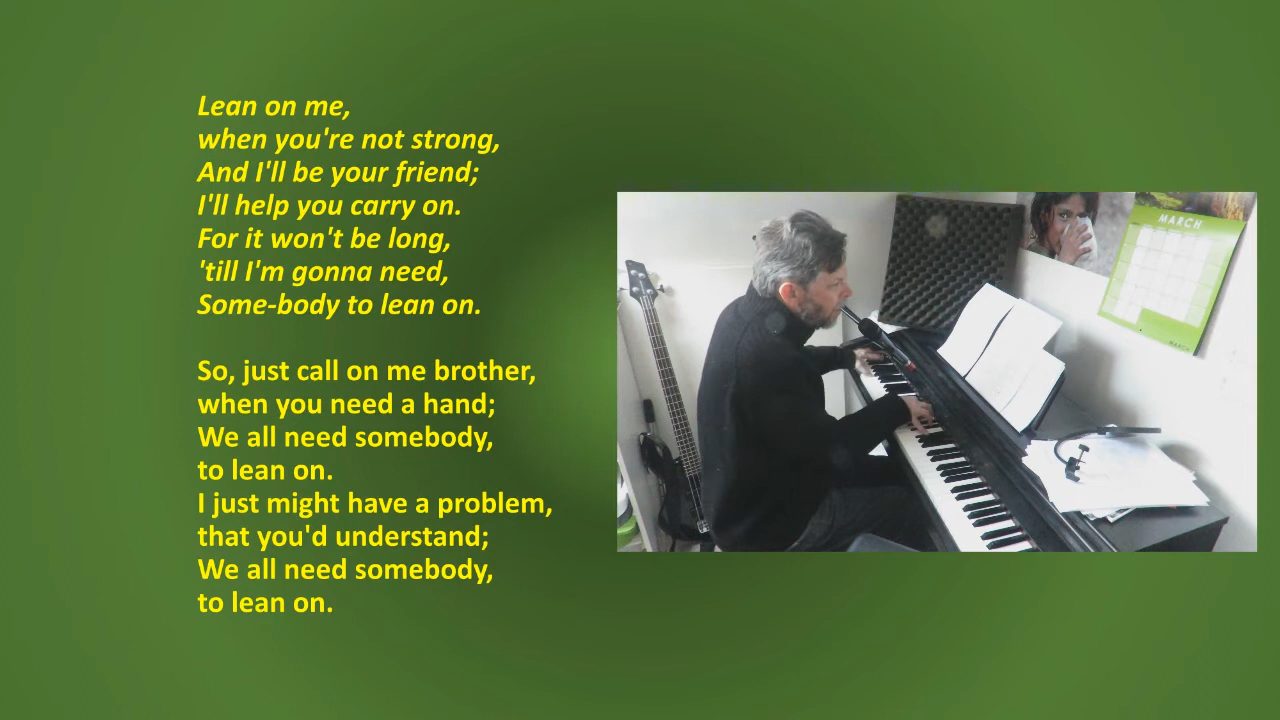 Lean on me,
when you're not strong,
And I'll be your friend;
I'll help you carry on.
For it won't be long,
'till I'm gonna need,
Some-body to lean on.
So, just call on me brother,
when you need a hand;
We all need somebody,
to lean on.
I just might have a problem,
that you'd understand;
We all need somebody,
to lean on.
MARCH